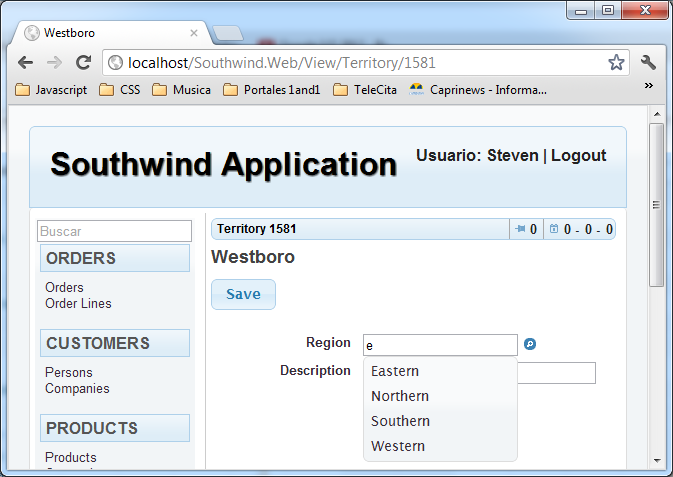 Westboro
localhost/Southwind.Web/View/Territory/1581
Javascript CSS Musica Portales 1and1 TeleCita Caprinews - Informa... »
Southwind Application
Usuario: Steven | Logout
Buscar
ORDERS
Orders
Order Lines
CUSTOMERS
Persons
Companies
PRODUCTS
Products
Territory 1581 0 0 - 0 - 0
Westboro
Save
Region e
Description
Eastern
Northern
Southern
Western